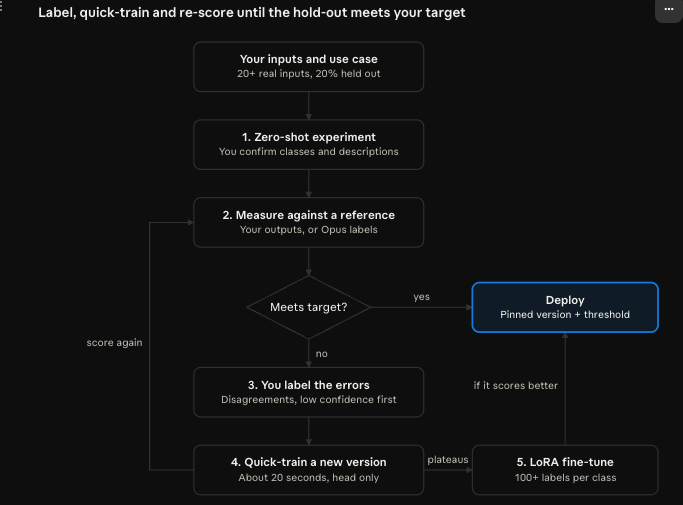 Label, quick-train and re-score until the hold-out meets your target
Your inputs and use case
20+ real inputs, 20% held out
1. Zero-shot experiment
You confirm classes and descriptions
2. Measure against a reference
Your outputs, or Opus labels
Meets target?
yes
Deploy
Pinned version + threshold
score again
no
3. You label the errors
Disagreements, low confidence first
if it scores better
4. Quick-train a new version
About 20 seconds, head only
plateaus
5. LoRA fine-tune
100+ labels per class